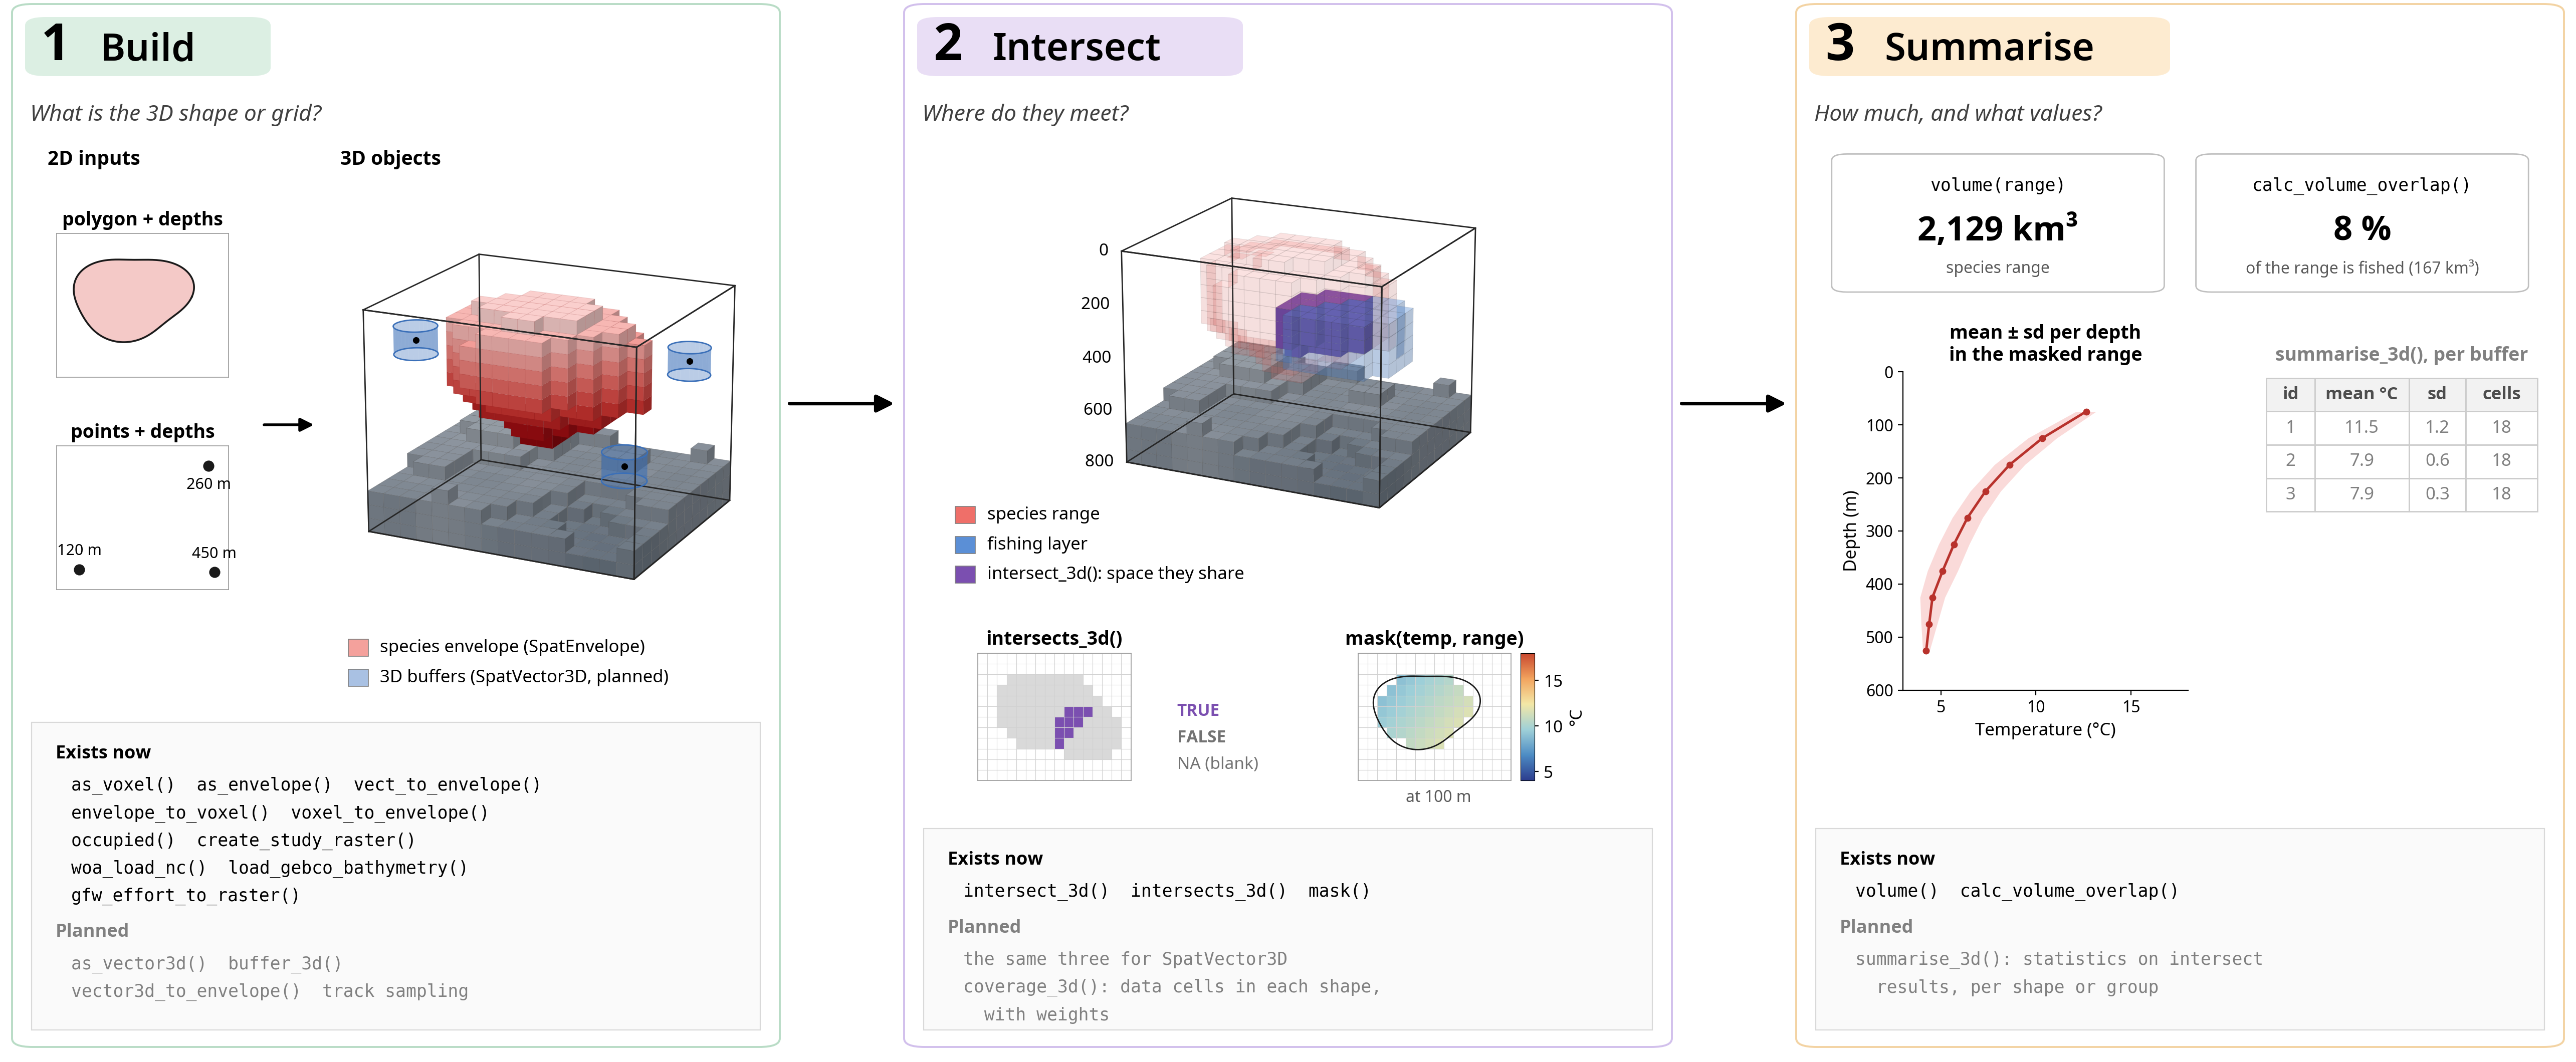 1 Build
What is the 3D shape or grid?
2D inputs
3D objects
polygon + depths
points + depths
260 m
120 m
450 m
species envelope (SpatEnvelope)
3D buffers (SpatVector3D, planned)
Exists now
as_voxel() as_envelope() vect_to_envelope()
envelope_to_voxel() voxel_to_envelope()
occupied() create_study_raster()
woa_load_nc() load_gebco_bathymetry()
gfw_effort_to_raster()
Planned
as_vector3d() buffer_3d()
vector3d_to_envelope() track sampling
2 Intersect
Where do they meet?
0
200
400
600
800
species range
fishing layer
intersect_3d(): space they share
intersects_3d()
TRUE
FALSE
NA (blank)
mask(temp, range)
15
10
5
°C
at 100 m
Exists now
intersect_3d() intersects_3d() mask()
Planned
the same three for SpatVector3D
coverage_3d(): data cells in each shape,
with weights
3 Summarise
How much, and what values?
volume(range)
2,129 km³
species range
calc_volume_overlap()
8 %
of the range is fished (167 km³)
mean ± sd per depth
in the masked range
0
100
200
300
400
500
600
Depth (m)
5 10 15
Temperature (°C)
summarise_3d(), per buffer
id mean °C sd cells
1 11.5 1.2 18
2 7.9 0.6 18
3 7.9 0.3 18
Exists now
volume() calc_volume_overlap()
Planned
summarise_3d(): statistics on intersect
results, per shape or group